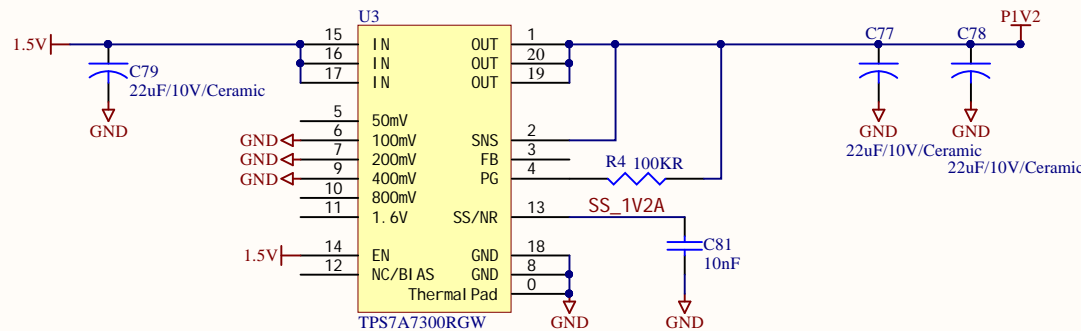 U3
P1V2
1.5V
15
IN
OUT
1
C77
C78
16
IN
OUT
20
C79
17
IN
OUT
19
22uF/10V/Ceramic
GND
5
50mV
GND
6
100mV
SNS
2
GND
GND
GND
7
200mV
FB
3
22uF/10V/Ceramic
22uF/10V/Ceramic
GND
9
400mV
PG
4
R4
100KR
10
800mV
11
1.6V
SS/NR
13
SS_1V2A
1.5V
14
EN
GND
18
C81
12
NC/BIAS
GND
8
10nF
ThermalPad
0
TPS7A7300RGW
GND
GND